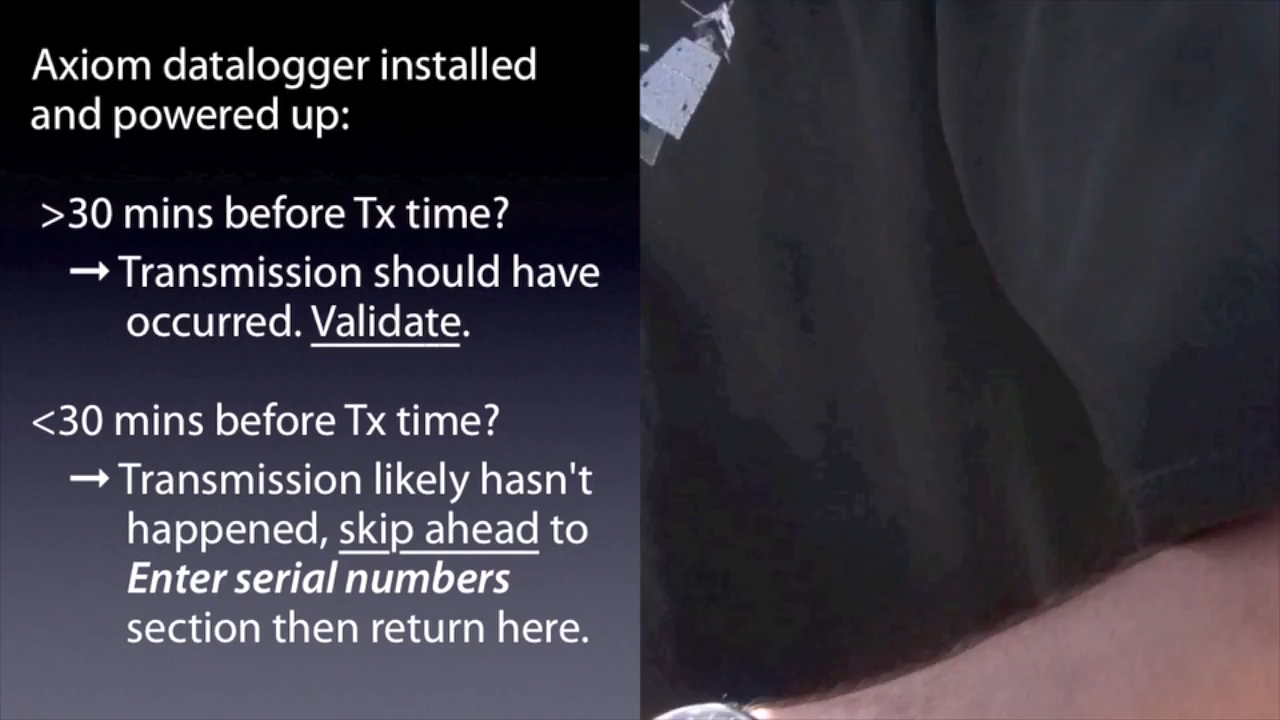 Axiom datalogger installed
and powered up:
>30 mins before Tx time?
→ Transmission should have
occurred. Validate.
<30 mins before Tx time?
→ Transmission likely hasn't
happened, skip ahead to
Enter serial numbers
section then return here.